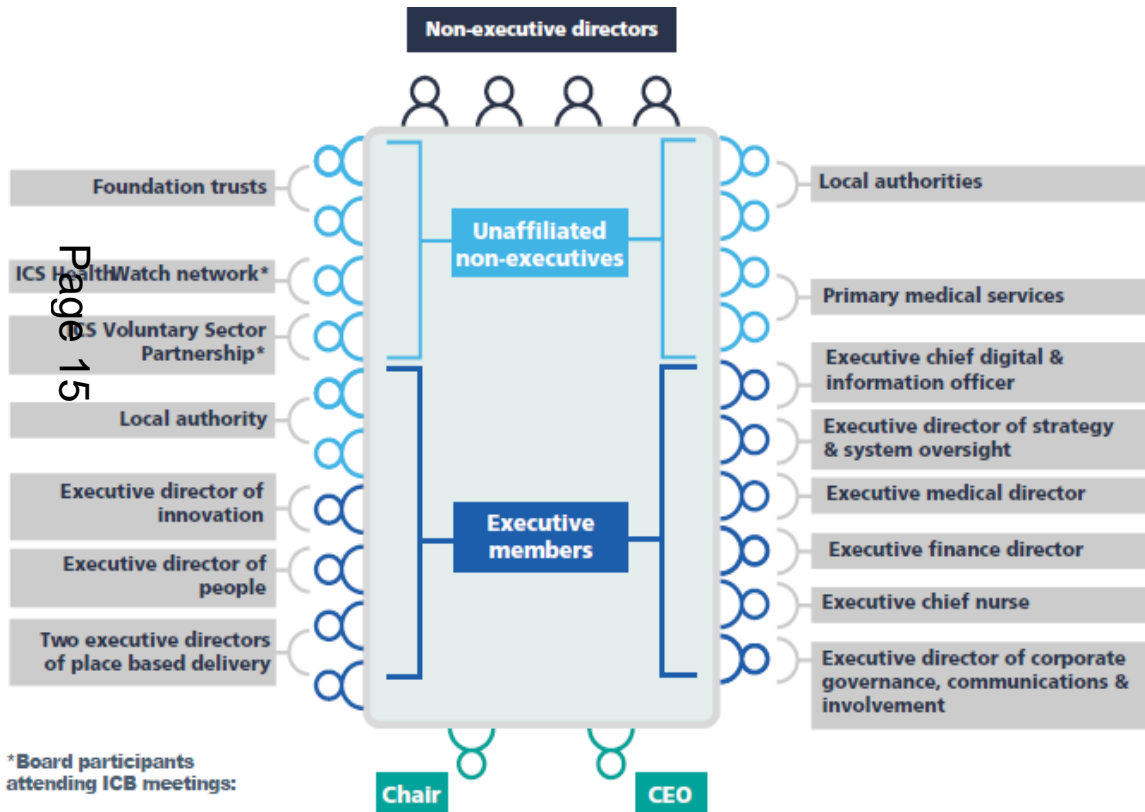 Non-executive directors
Foundation trusts
ICS HealthWatch network*
ICS Voluntary Sector
Partnership*
Local authority
Executive director of
innovation
Executive director of
people
Two executive directors
of place based delivery
Page 15
Unaffiliated
non-executives
Executive
members
Local authorities
Primary medical services
Executive chief digital &
information officer
Executive director of strategy
& system oversight
Executive medical director
Executive finance director
Executive chief nurse
Executive director of corporate
governance, communications &
involvement
*Board participants
attending ICB meetings:
Chair
CEO